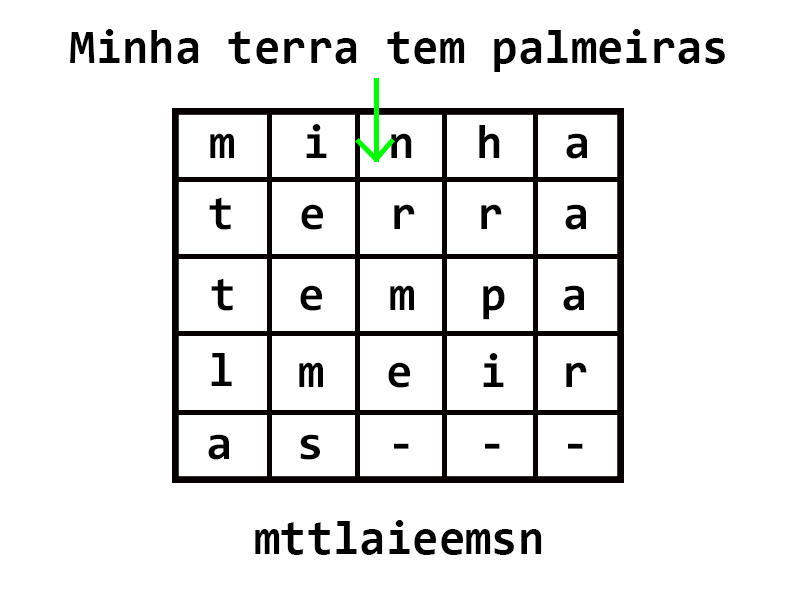 Minha terra tem palmeiras
m i n h a
t e r r a
t e m p a
l m e i r
a s - - -
mttlaieemsn